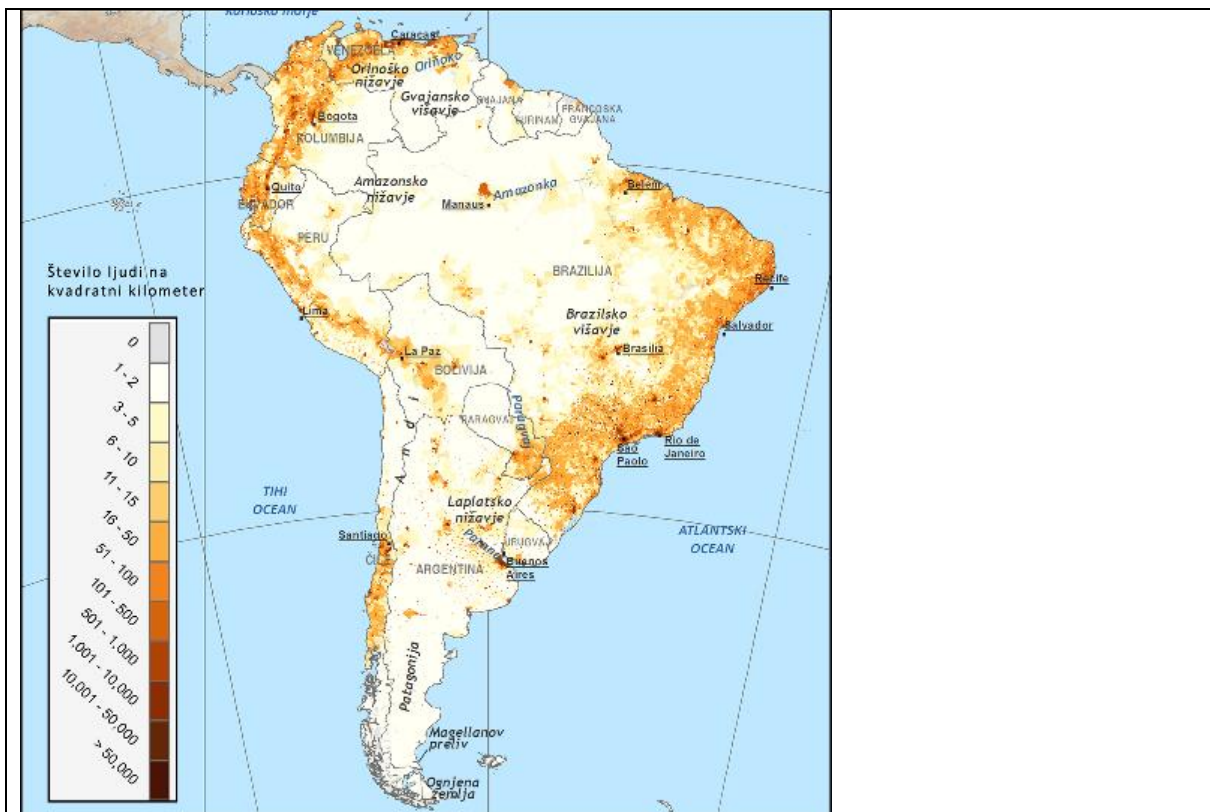 Karibsko morje
Caracas
VENEZUELA
Orinoško
nižavje
Orinoko
Gvajansko
višavje
GVAJANA
SURINAM
FRANCOSKA
GVAJANA
Bogota
KOLUMBIJA
Quito
EKVADOR
Amazonsko
nižavje
Amazonka
Manaus
Belem
PERU
BRAZILIJA
Recife
Število ljudi na
kvadratni kilometer
Lima
Brazilsko
višavje
Salvador
Brasilia
La Paz
BOLIVIJA
0
1 - 2
3 - 5
6 - 10
11 - 15
16 - 50
51 - 100
101 - 500
501 - 1,000
1,001 - 10,000
10,001 - 50,000
> 50,000
Andi
PARAGVAJ
Paragvaj
Sao
Paolo
Rio de
Janeiro
TIHI
OCEAN
Laplatsko
nižavje
ATLANTSKI
OCEAN
Santiago
Parana
URUGVAJ
Buenos
Aires
ARGENTINA
Patagonija
Magellanov
preliv
Ognjena
zemlja